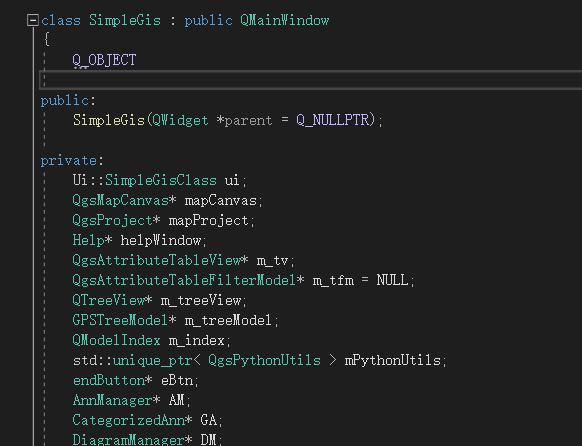 class SimpleGis : public QMainWindow
{
Q_OBJECT
public:
SimpleGis(QWidget *parent = Q_NULLPTR);
private:
Ui::SimpleGisClass ui;
QgsMapCanvas* mapCanvas;
QgsProject* mapProject;
Help* helpWindow;
QgsAttributeTableView* m_tv;
QgsAttributeTableFilterModel* m_tfm = NULL;
QTreeView* m_treeView;
GPSTreeModel* m_treeModel;
QModelIndex m_index;
std::unique_ptr< QgsPythonUtils > mPythonUtils;
endButton* eBtn;
AnnManager* AM;
CategorizedAnn* GA;
DiagramManager* DM;